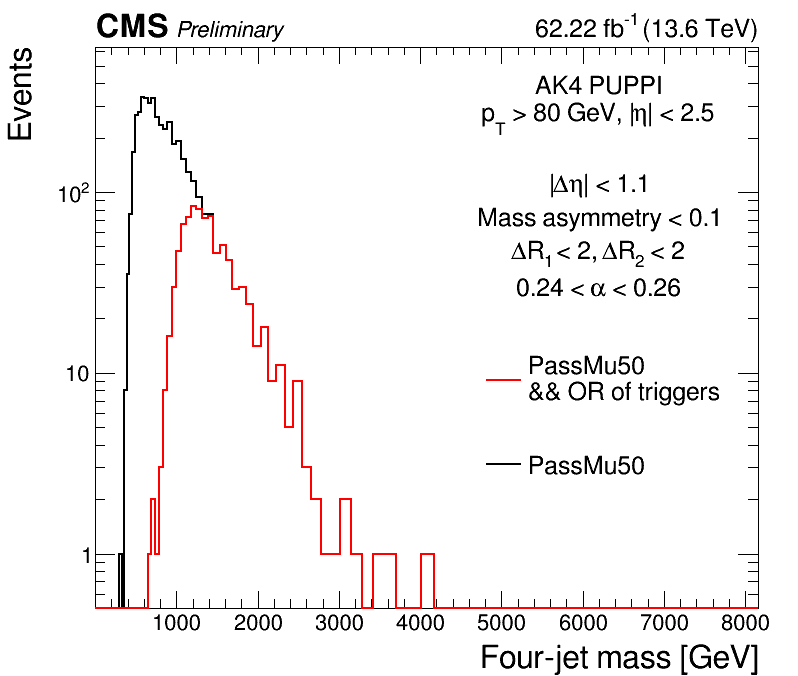 CMS Preliminary 62.22 fb⁻¹ (13.6 TeV)
Events
AK4 PUPPI
p_T > 80 GeV, |η| < 2.5
|Δη| < 1.1
Mass asymmetry < 0.1
ΔR₁ < 2, ΔR₂ < 2
0.24 < α < 0.26
PassMu50
&& OR of triggers
PassMu50
10²
10
1
1000 2000 3000 4000 5000 6000 7000 8000
Four-jet mass [GeV]